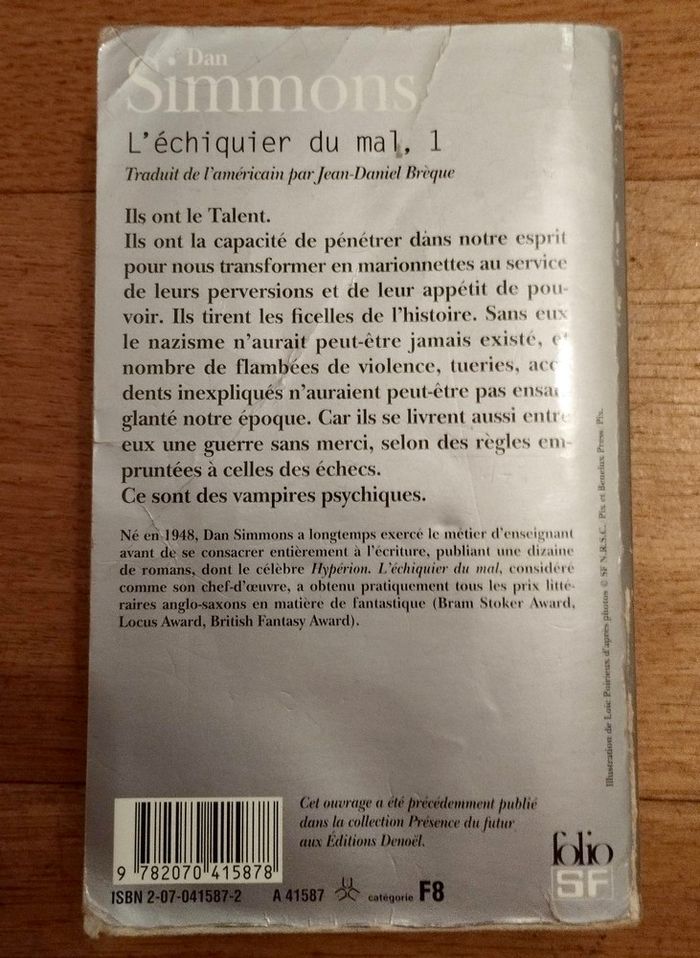 Dan
Simmons
L'échiquier du mal, 1
Traduit de l'américain par Jean-Daniel Brèque
Ils ont le Talent.
Ils ont la capacité de pénétrer dans notre esprit
pour nous transformer en marionnettes au service
de leurs perversions et de leur appétit de pou-
voir. Ils tirent les ficelles de l'histoire. Sans eux
le nazisme n'aurait peut-être jamais existé, et
nombre de flambées de violence, tueries, acc
dents inexpliqués n'auraient peut-être pas ensa
glanté notre époque. Car ils se livrent aussi entre
eux une guerre sans merci, selon des règles em-
pruntées à celles des échecs.
Ce sont des vampires psychiques.
Né en 1948, Dan Simmons a longtemps exercé le métier d'enseignant
avant de se consacrer entièrement à l'écriture, publiant une dizaine
de romans, dont le célèbre Hypérion. L'échiquier du mal, considéré
comme son chef-d'œuvre, a obtenu pratiquement tous les prix litté-
raires anglo-saxons en matière de fantastique (Bram Stoker Award,
Locus Award, British Fantasy Award).
Illustration de Loïc Poirieux d'après photos © SF N.R.S.C. Pix et Benelux Press. Pix.
Cet ouvrage a été précédemment publié
dans la collection Présence du futur
aux Éditions Denoël.
9 782070 415878
ISBN 2-07-041587-2 A 41587 catégorie F8
folio
SF